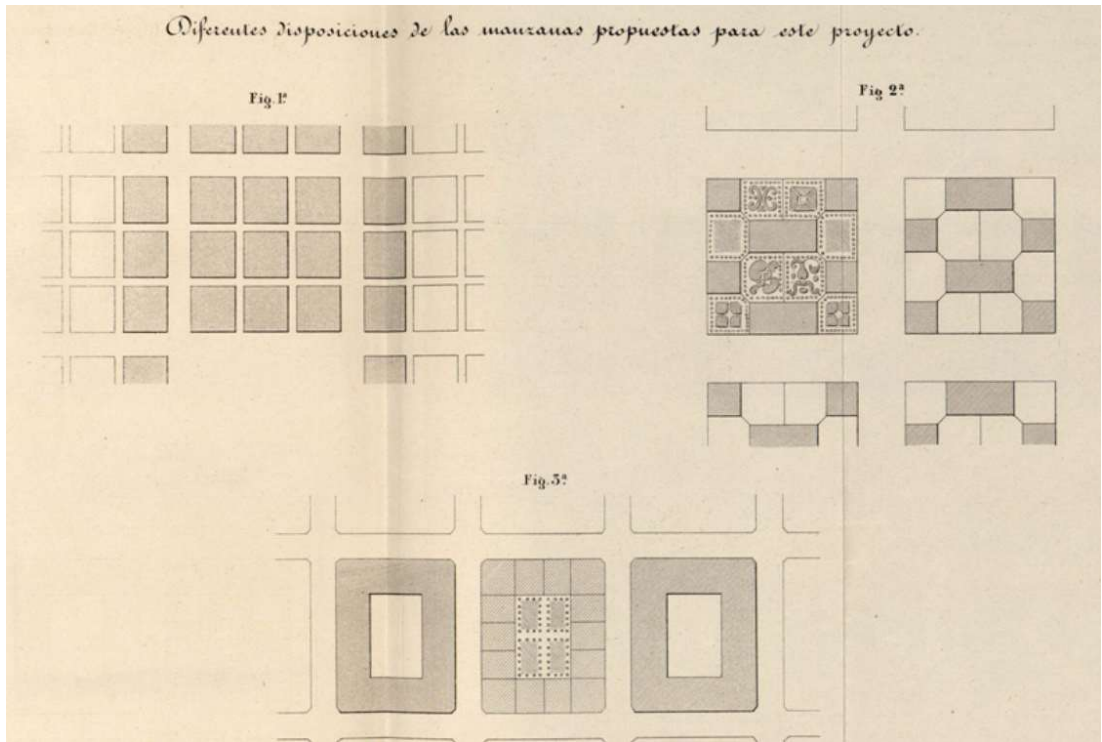 Diferentes disposiciones de las manzanas propuestas para este proyecto.
Fig. 1ª
Fig 2ª
Fig. 3ª